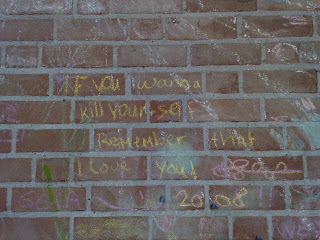 IF you wanna
kill your self
Remember that
I love you!
2008